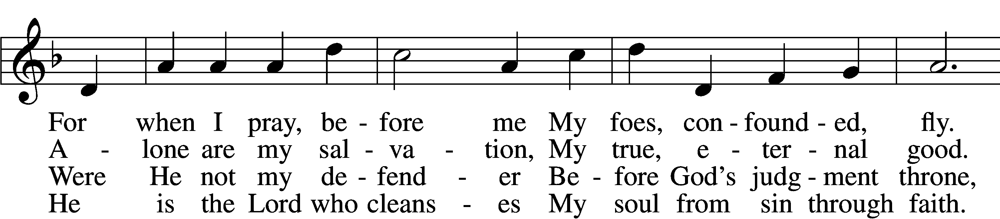 For when I pray, be - fore me My foes, con - found - ed, fly.
A - lone are my sal - va - tion, My true, e - ter - nal good.
Were He not my de - fend - er Be - fore God's judg - ment throne,
He is the Lord who cleans - es My soul from sin through faith.